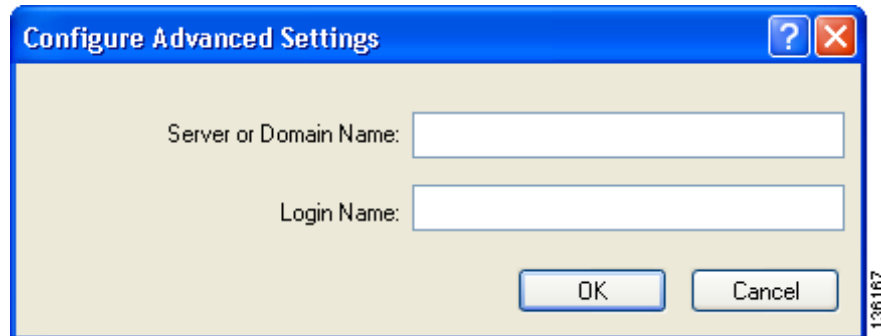 Configure Advanced Settings ?
Server or Domain Name:
Login Name:
OK Cancel
136167